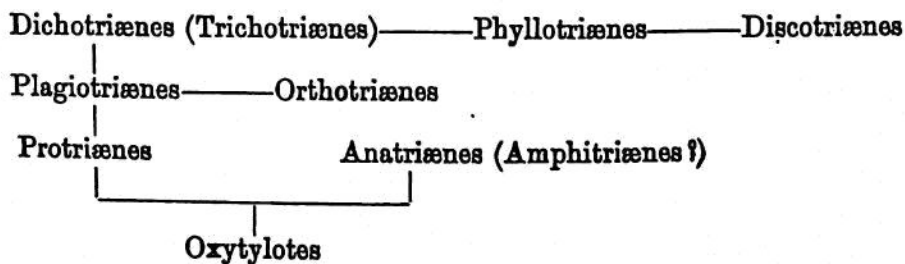 Dichotriænes (Trichotriænes) Phyllotriænes Discotriænes
Plagiotriænes Orthotriænes
Protriænes Anatriænes (Amphitriænes?)
Oxytylotes